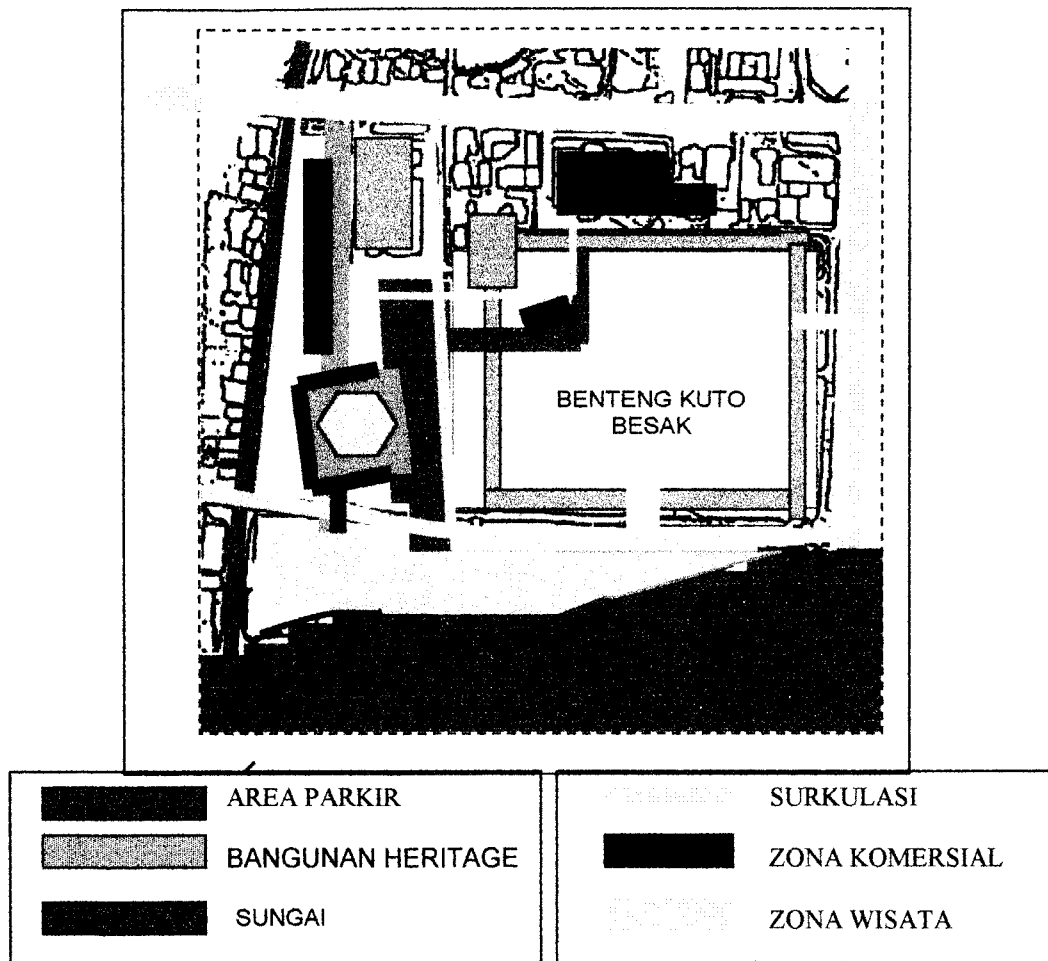 BENTENG KUTO
BESAK
AREA PARKIR
BANGUNAN HERITAGE
SUNGAI
SURKULASI
ZONA KOMERSIAL
ZONA WISATA